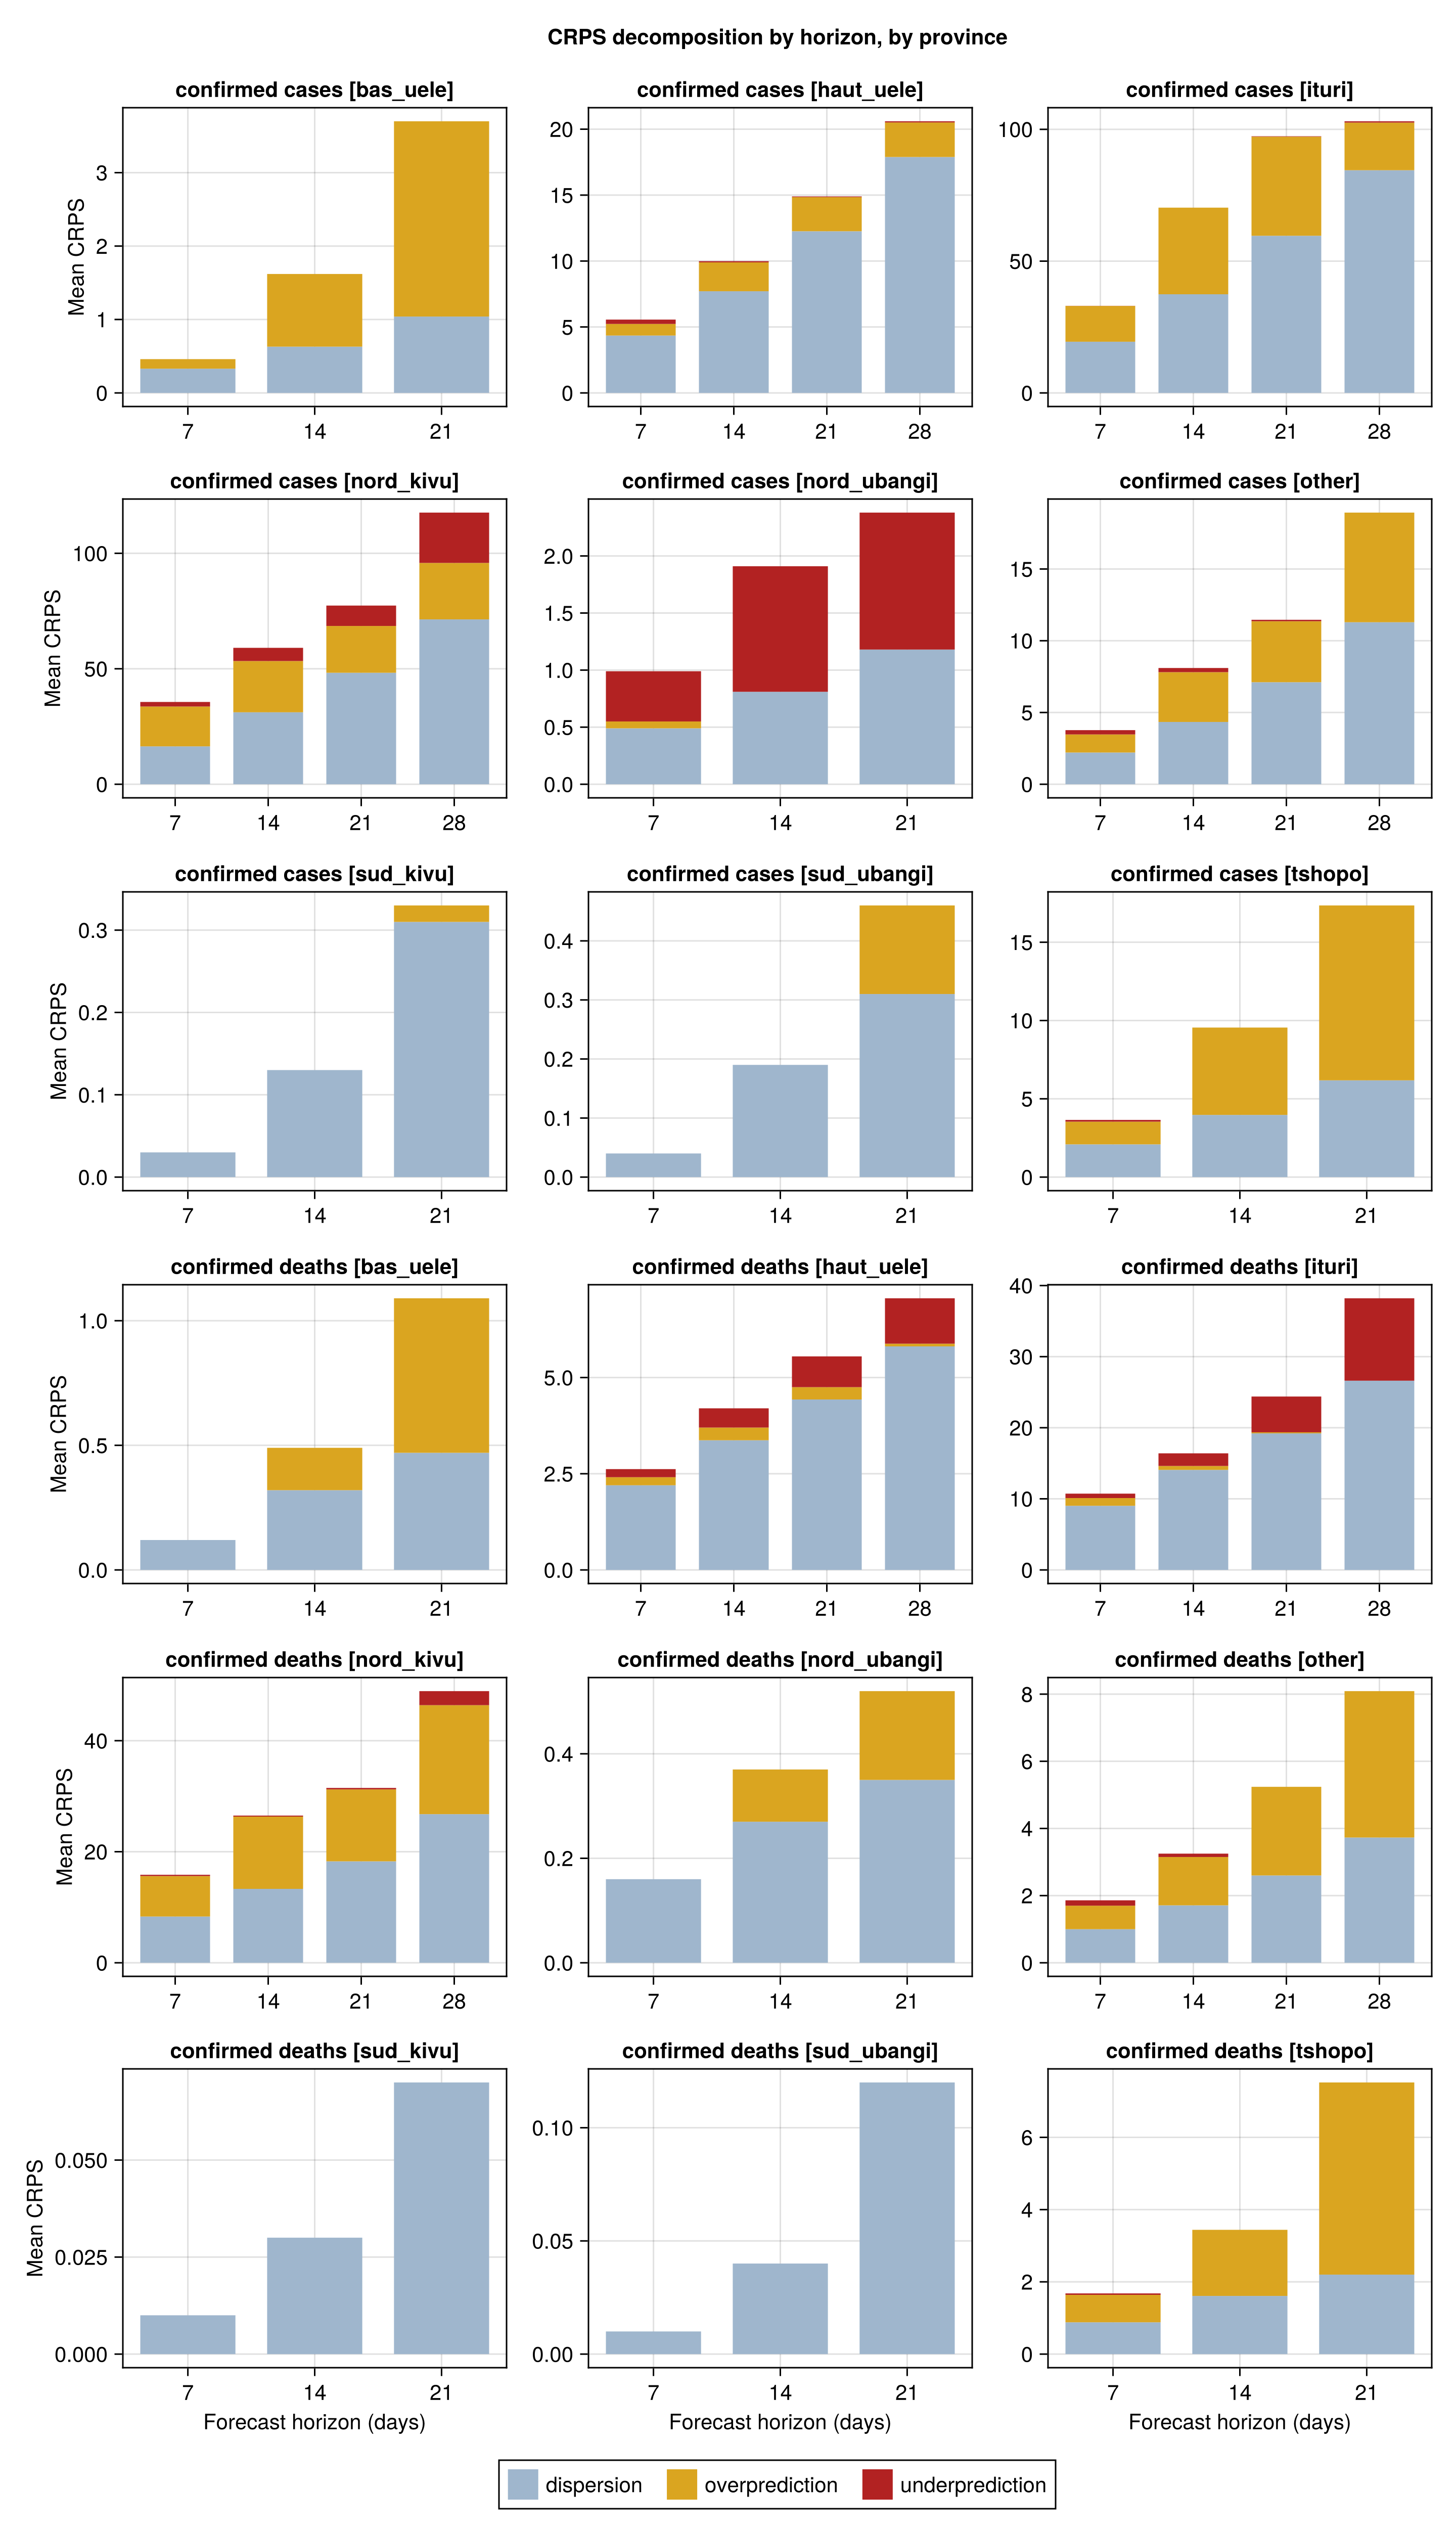 CRPS decomposition by horizon, by province
confirmed cases [bas_uele]
confirmed cases [haut_uele]
confirmed cases [ituri]
Mean CRPS
3
2
1
0
7 14 21
20
15
10
5
0
7 14 21 28
100
50
0
7 14 21 28
confirmed cases [nord_kivu]
confirmed cases [nord_ubangi]
confirmed cases [other]
Mean CRPS
100
50
0
7 14 21 28
2.0
1.5
1.0
0.5
0.0
7 14 21
15
10
5
0
7 14 21 28
confirmed cases [sud_kivu]
confirmed cases [sud_ubangi]
confirmed cases [tshopo]
Mean CRPS
0.3
0.2
0.1
0.0
7 14 21
0.4
0.3
0.2
0.1
0.0
7 14 21
15
10
5
0
7 14 21
confirmed deaths [bas_uele]
confirmed deaths [haut_uele]
confirmed deaths [ituri]
Mean CRPS
1.0
0.5
0.0
7 14 21
5.0
2.5
0.0
7 14 21 28
40
30
20
10
0
7 14 21 28
confirmed deaths [nord_kivu]
confirmed deaths [nord_ubangi]
confirmed deaths [other]
Mean CRPS
40
20
0
7 14 21 28
0.4
0.2
0.0
7 14 21
8
6
4
2
0
7 14 21 28
confirmed deaths [sud_kivu]
confirmed deaths [sud_ubangi]
confirmed deaths [tshopo]
Mean CRPS
0.050
0.025
0.000
7 14 21
Forecast horizon (days)
0.10
0.05
0.00
7 14 21
Forecast horizon (days)
6
4
2
0
7 14 21
Forecast horizon (days)
dispersion overprediction underprediction